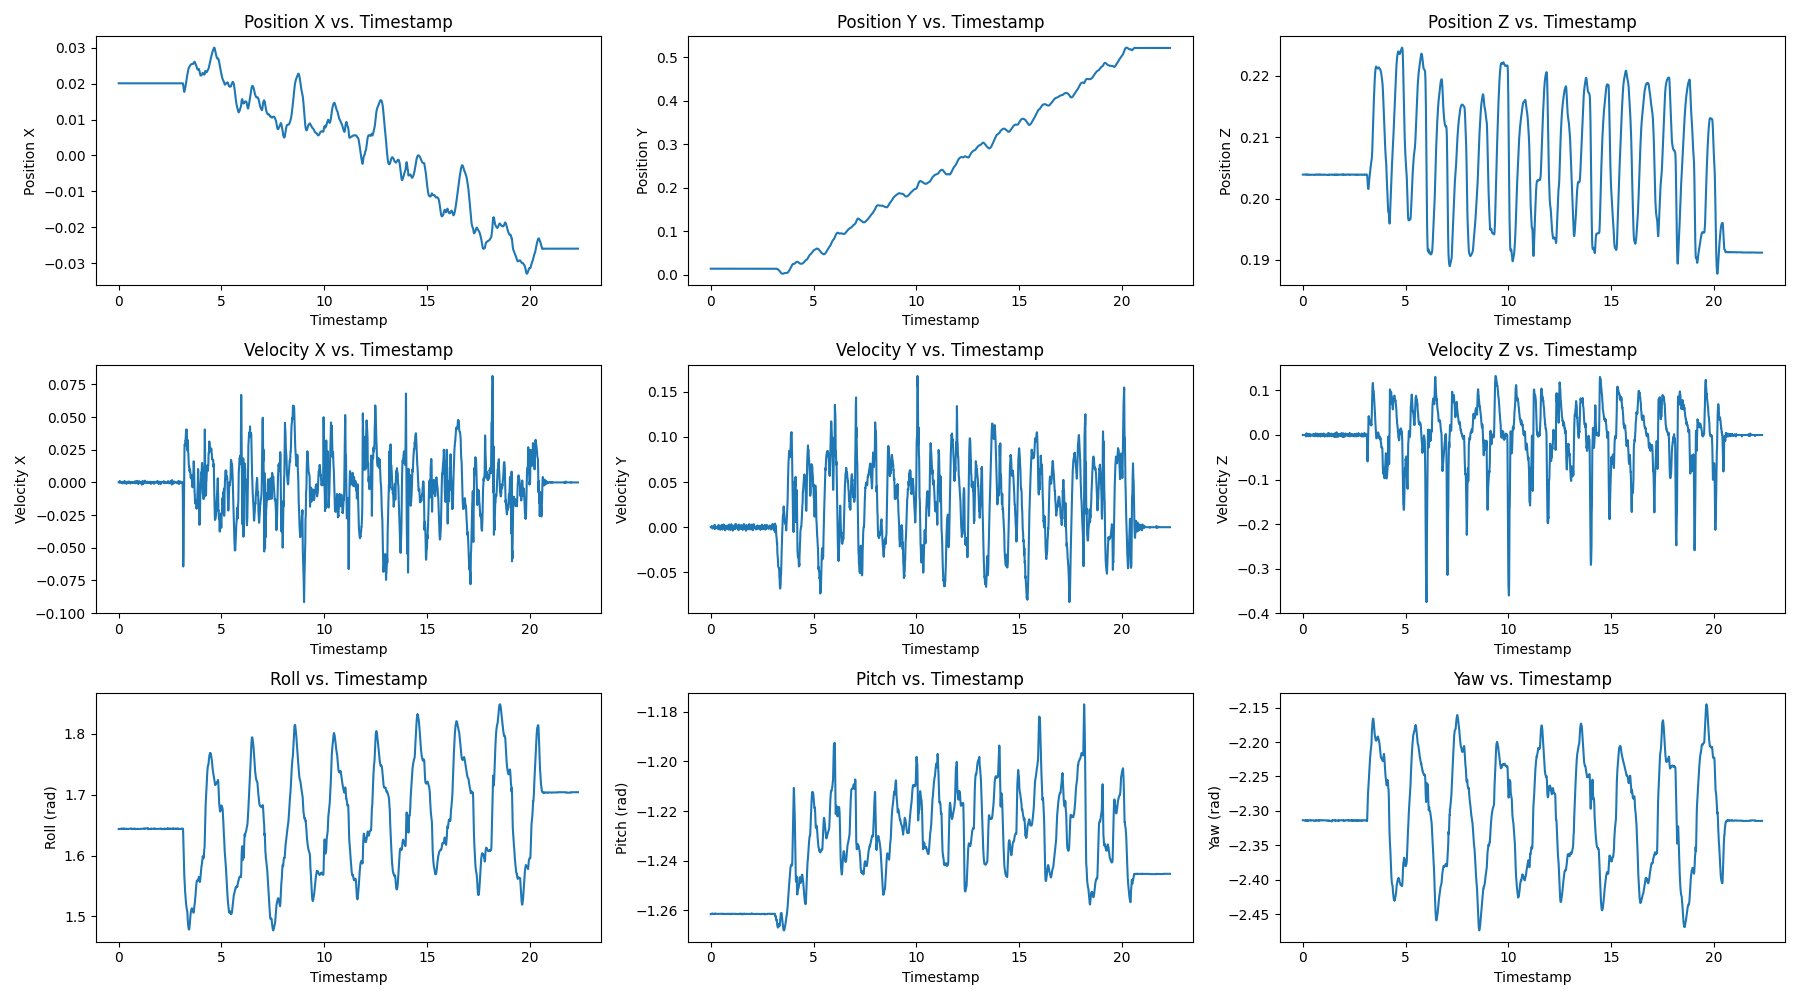 Position X vs. Timestamp
Position X
0.03
0.02
0.01
0.00
−0.01
−0.02
−0.03
0 5 10 15 20
Timestamp
Position Y vs. Timestamp
Position Y
0.5
0.4
0.3
0.2
0.1
0.0
0 5 10 15 20
Timestamp
Position Z vs. Timestamp
Position Z
0.22
0.21
0.20
0.19
0 5 10 15 20
Timestamp
Velocity X vs. Timestamp
Velocity X
0.075
0.050
0.025
0.000
−0.025
−0.050
−0.075
−0.100
0 5 10 15 20
Timestamp
Velocity Y vs. Timestamp
Velocity Y
0.15
0.10
0.05
0.00
−0.05
0 5 10 15 20
Timestamp
Velocity Z vs. Timestamp
Velocity Z
0.1
0.0
−0.1
−0.2
−0.3
−0.4
0 5 10 15 20
Timestamp
Roll vs. Timestamp
Roll (rad)
1.8
1.7
1.6
1.5
0 5 10 15 20
Timestamp
Pitch vs. Timestamp
Pitch (rad)
−1.18
−1.20
−1.22
−1.24
−1.26
0 5 10 15 20
Timestamp
Yaw vs. Timestamp
Yaw (rad)
−2.15
−2.20
−2.25
−2.30
−2.35
−2.40
−2.45
0 5 10 15 20
Timestamp